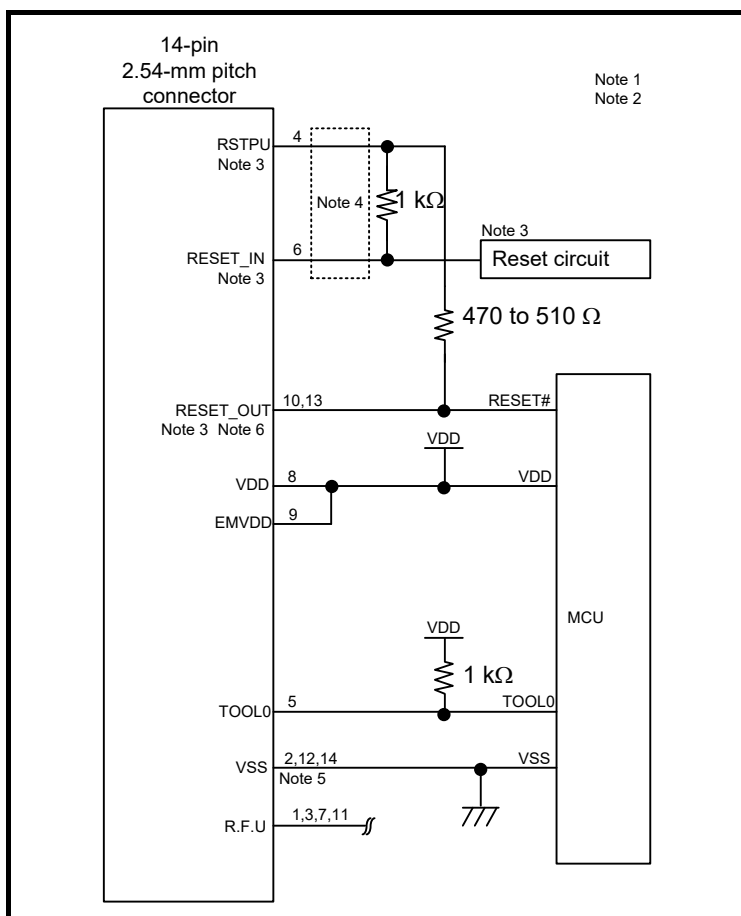 14-pin
2.54-mm pitch
connector
Note 1
Note 2
RSTPU
Note 3
4
Note 4
1 kΩ
RESET_IN
Note 3
6
Note 3
Reset circuit
470 to 510 Ω
RESET_OUT
Note 3 Note 6
10,13
RESET#
VDD
VDD
8
VDD
EMVDD
9
MCU
VDD
1 kΩ
TOOL0
5
TOOL0
VSS
2,12,14
Note 5
VSS
R.F.U
1,3,7,11